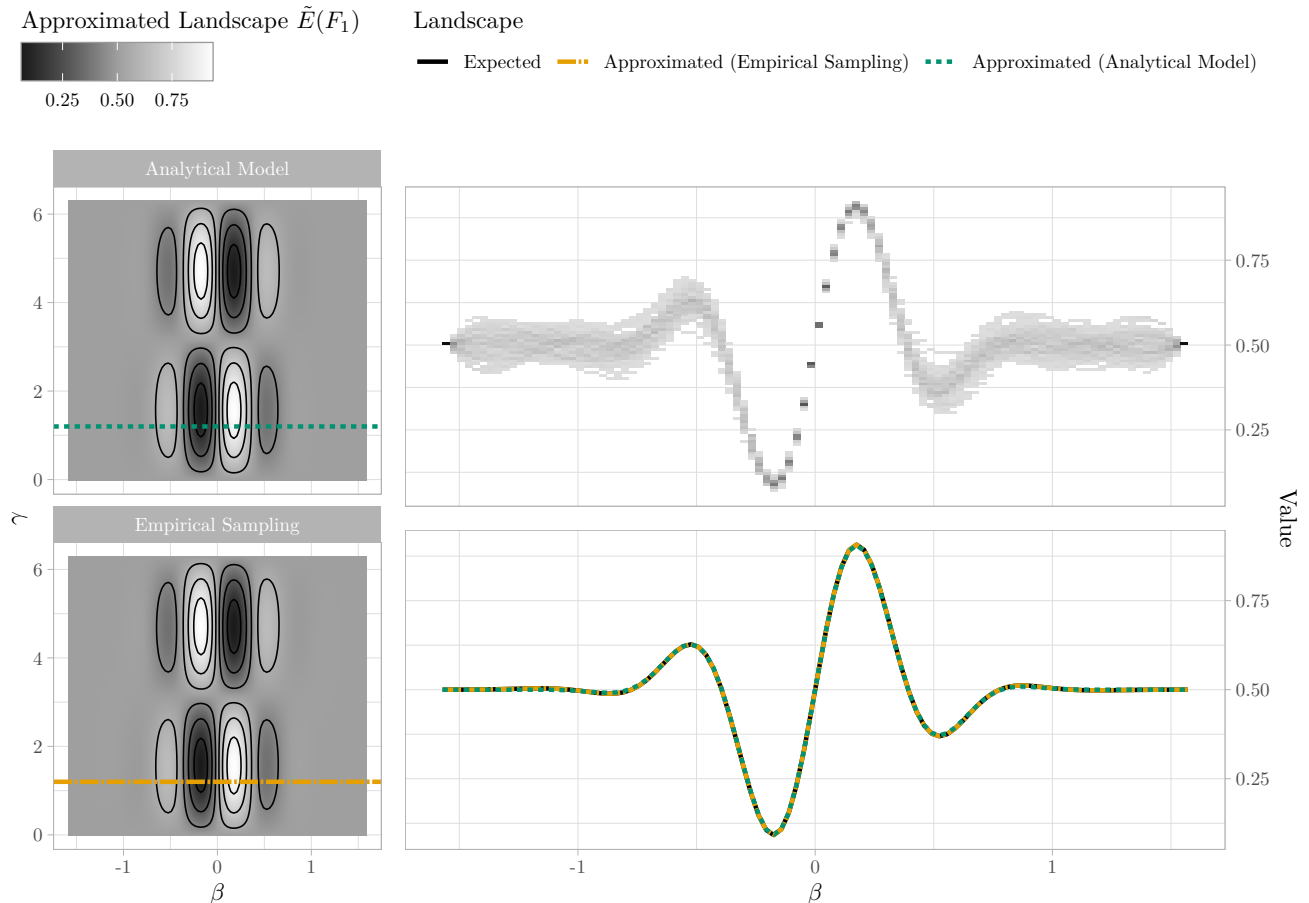 Approximated Landscape Ẽ(F₁)
0.25 0.50 0.75
Landscape
Expected Approximated (Empirical Sampling) Approximated (Analytical Model)
Analytical Model
6
4
2
0
Empirical Sampling
6
4
2
0
γ
-1 0 1
β
0.75
0.50
0.25
0.75
0.50
0.25
Value
-1 0 1
β